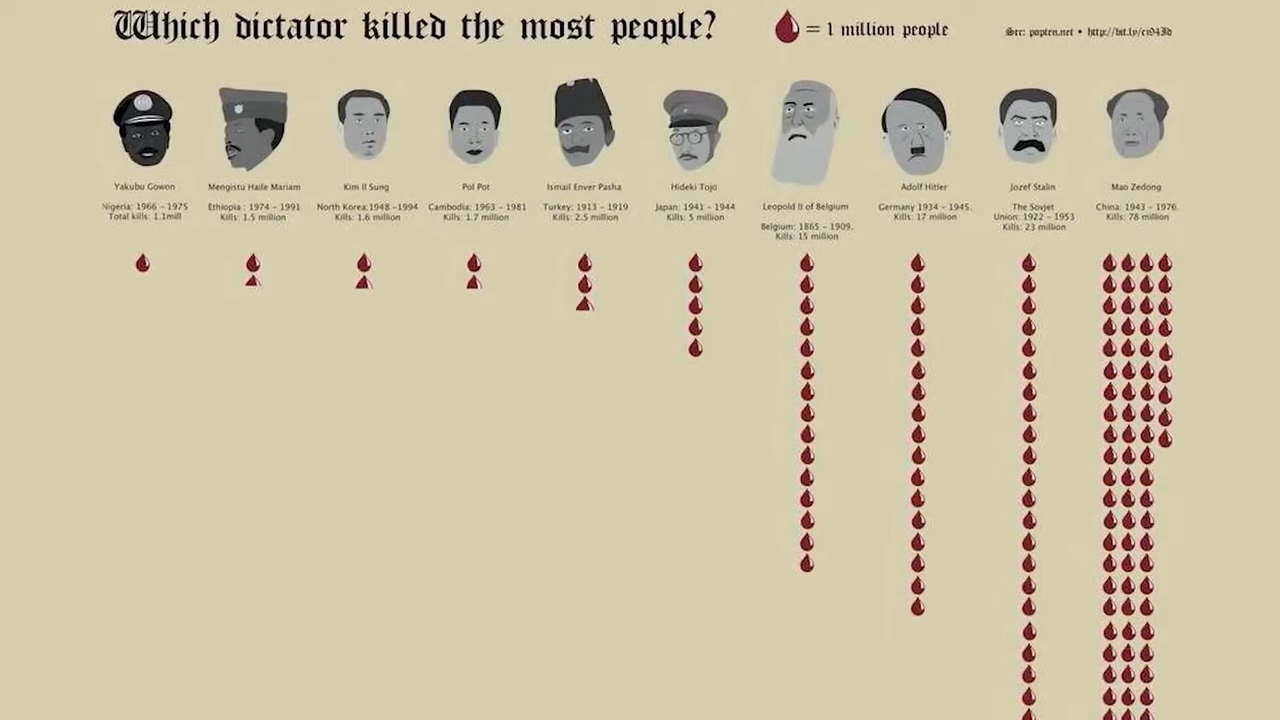 Which dictator killed the most people?
= 1 million people
Src: popten.net • http://bit.ly/cz943d
Yakubu Gowon
Nigeria: 1966 - 1975
Total kills: 1.1mill
Mengistu Haile Mariam
Ethiopia : 1974 - 1991
Kills: 1.5 million
Kim Il Sung
North Korea:1948 -1994
Kills: 1.6 million
Pol Pot
Cambodia: 1963 - 1981
Kills: 1.7 million
Ismail Enver Pasha
Turkey: 1913 - 1919
Kills: 2.5 million
Hideki Tojo
Japan: 1941 - 1944
Kills: 5 million
Leopold II of Belgium
Belgium: 1865 - 1909.
Kills: 15 million
Adolf Hitler
Germany 1934 - 1945.
Kills: 17 million
Jozef Stalin
The Sovjet
Union: 1922 - 1953
Kills: 23 million
Mao Zedong
China: 1943 - 1976.
Kills: 78 million